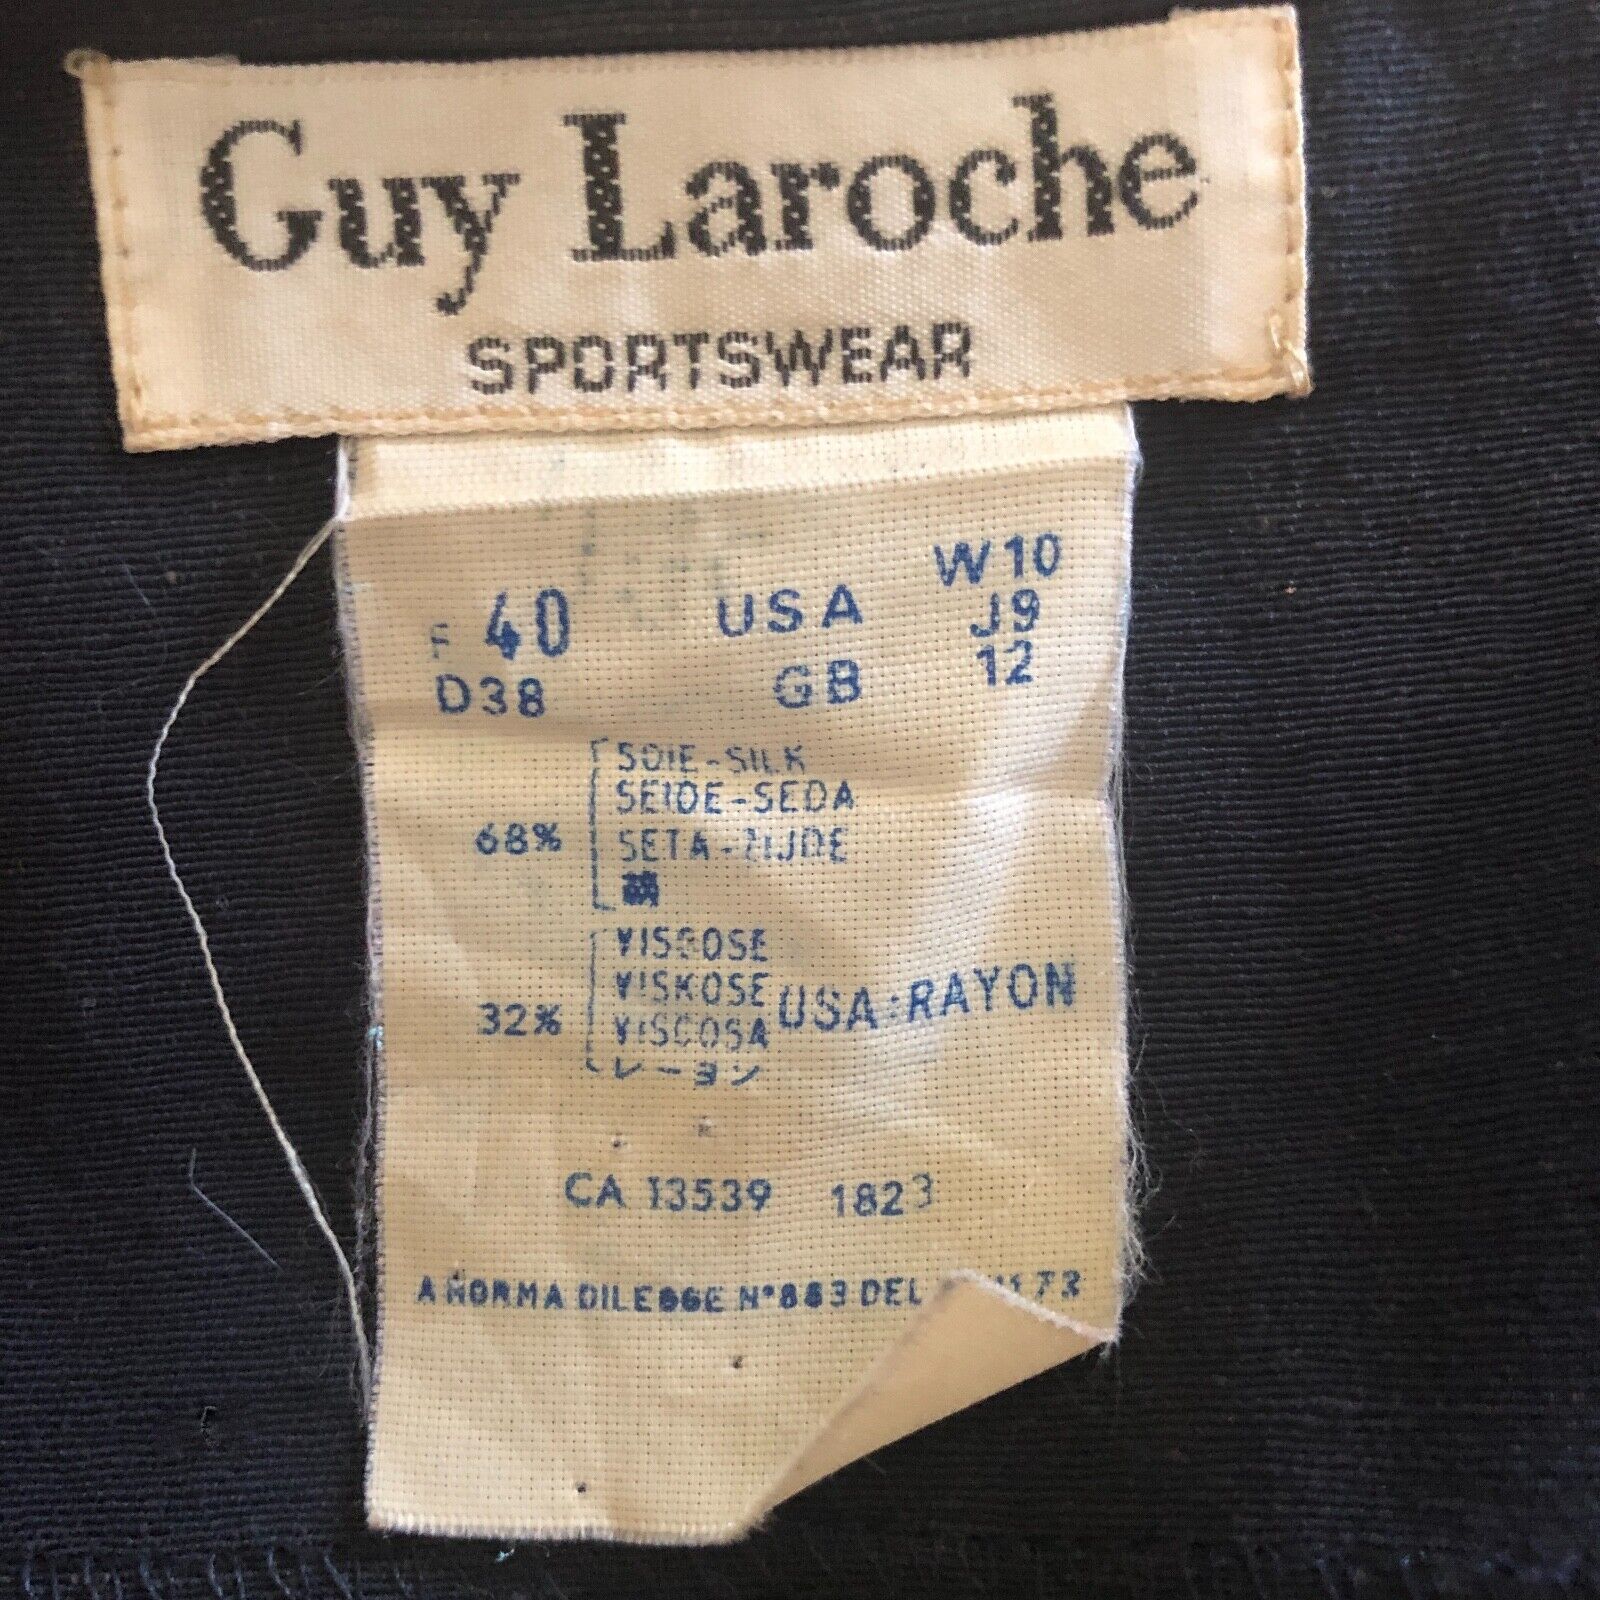 Guy Laroche
SPORTSWEAR
F 40 USA W10 J9
D38 GB 12
68% SOIE-SILK
SEIDE-SEDA
SETA-ZIJDE
32% VISCOSE
VISKOSE
VISCOSA USA:RAYON
レーヨン
CA 13539 1823
A NORMA DI LEGGE N°883 DEL 73